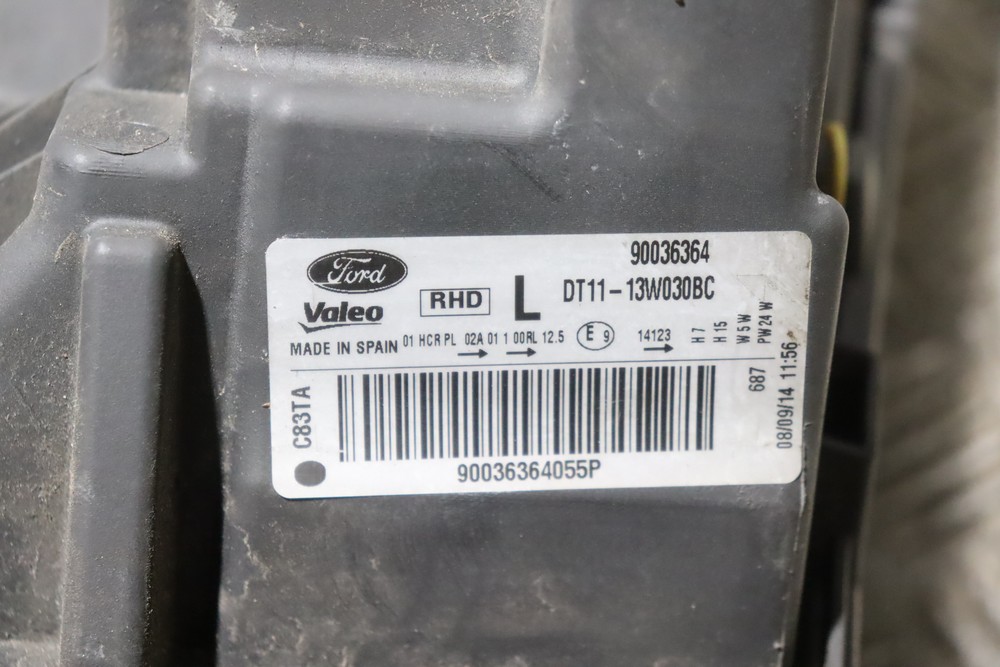 90036364
Ford
Valeo
RHD L DT11-13W030BC
MADE IN SPAIN 01 HCR PL 02A 01 1 00RL 12.5 E 9 14123
H7
H15
W5W
PW24W
C83TA
687
08/09/14 11:56
90036364055P